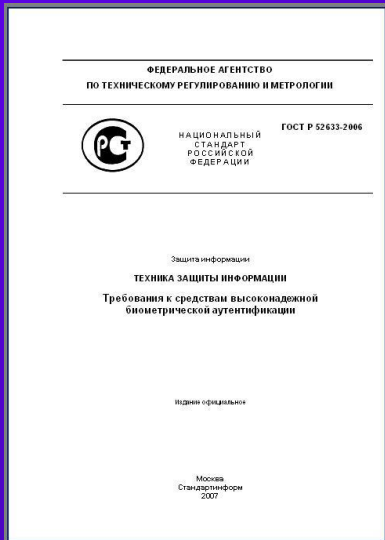 ФЕДЕРАЛЬНОЕ АГЕНТСТВО
ПО ТЕХНИЧЕСКОМУ РЕГУЛИРОВАНИЮ И МЕТРОЛОГИИ
РСТ
НАЦИОНАЛЬНЫЙ
СТАНДАРТ
РОССИЙСКОЙ
ФЕДЕРАЦИИ
ГОСТ Р 52633-2006
Защита информации
ТЕХНИКА ЗАЩИТЫ ИНФОРМАЦИИ
Требования к средствам высоконадежной
биометрической аутентификации
Издание официальное
Москва
Стандартинформ
2007